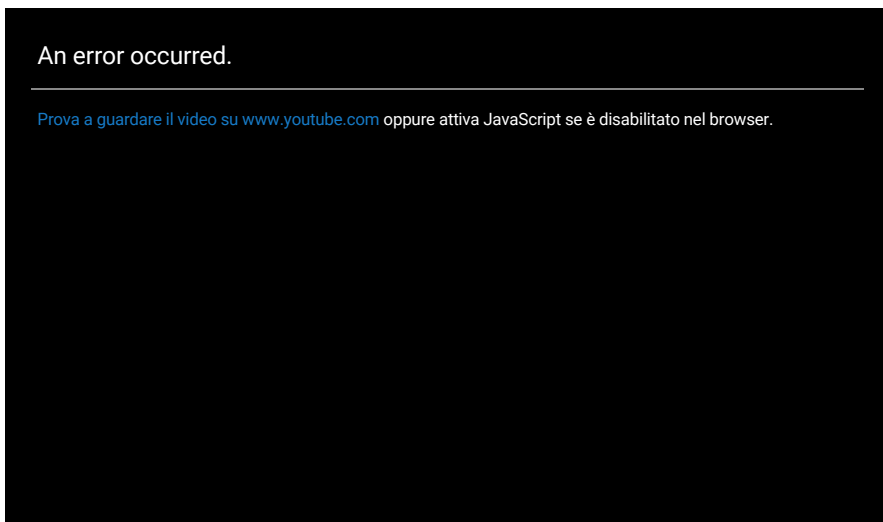 An error occurred.
Prova a guardare il video su www.youtube.com oppure attiva JavaScript se è disabilitato nel browser.